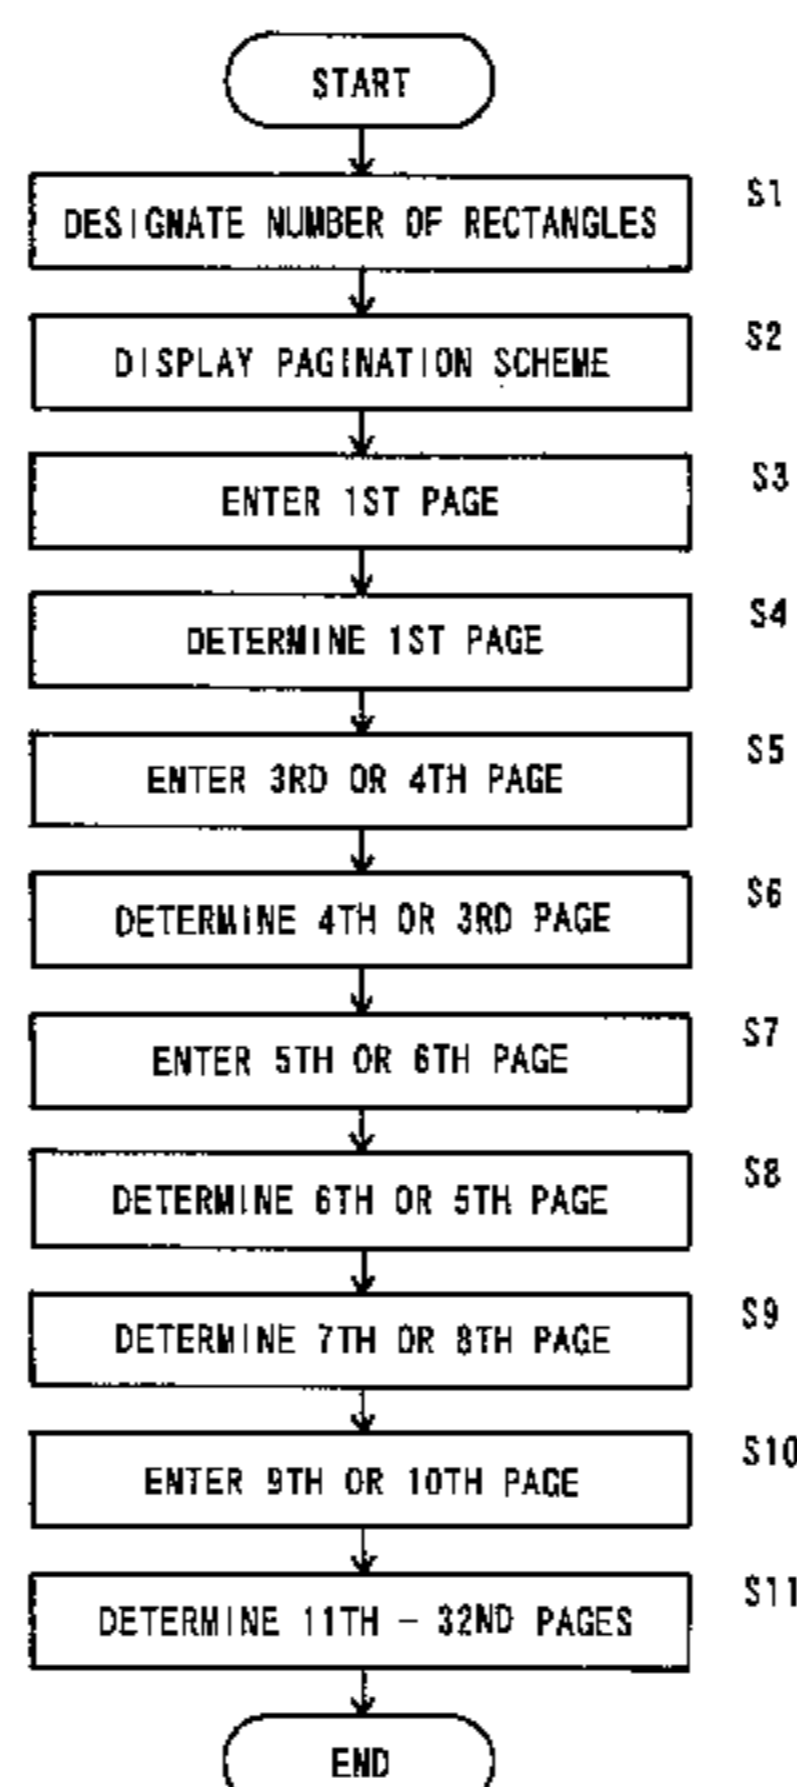 START
DESIGNATE NUMBER OF RECTANGLES S1
DISPLAY PAGINATION SCHEME S2
ENTER 1ST PAGE S3
DETERMINE 1ST PAGE S4
ENTER 3RD OR 4TH PAGE S5
DETERMINE 4TH OR 3RD PAGE S6
ENTER 5TH OR 6TH PAGE S7
DETERMINE 6TH OR 5TH PAGE S8
DETERMINE 7TH OR 8TH PAGE S9
ENTER 9TH OR 10TH PAGE S10
DETERMINE 11TH – 32ND PAGES S11
END